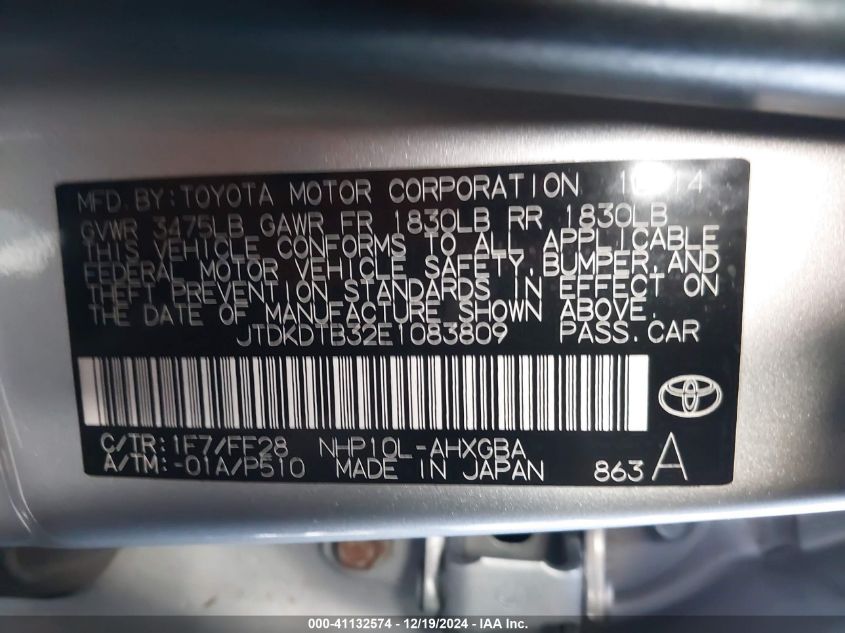 MFD. BY: TOYOTA MOTOR CORPORATION
GVWR 3475LB GAWR FR 1830LB RR 1830LB
THIS VEHICLE CONFORMS TO ALL APPLICABLE
FEDERAL MOTOR VEHICLE SAFETY, BUMPER, AND
THEFT PREVENTION STANDARDS IN EFFECT ON
THE DATE OF MANUFACTURE SHOWN ABOVE.
JTDKDTB32E1083809 PASS. CAR
C/TR: 1F7/FF28 NHP10L-AHXGBA
A/TM: -01A/P510 MADE IN JAPAN 863 A
000-41132574 - 12/19/2024 - IAA Inc.